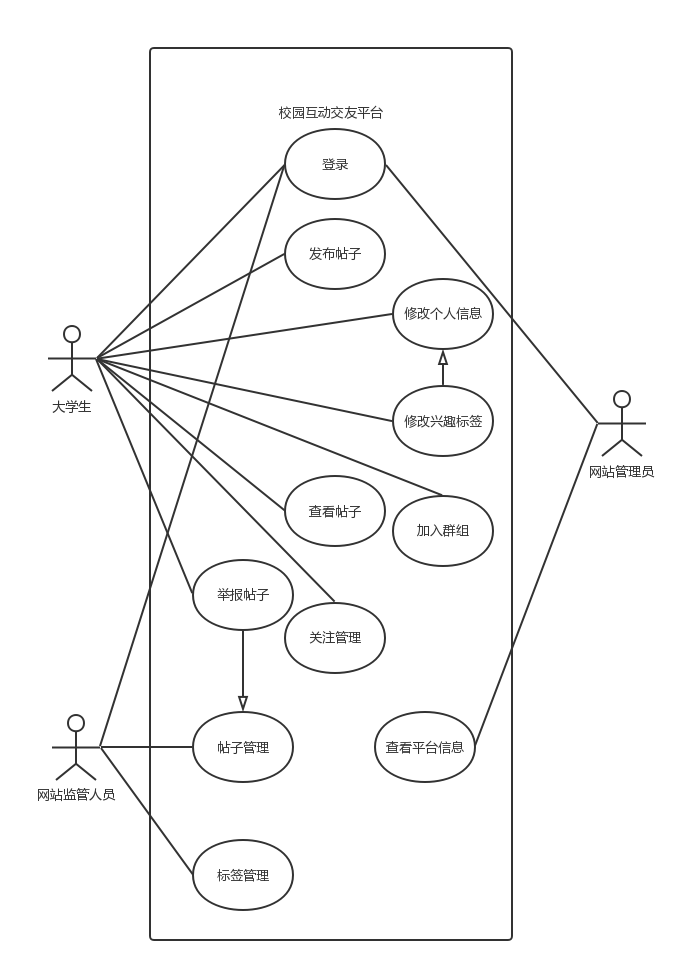 校园互动交友平台
登录
发布帖子
修改个人信息
大学生
修改兴趣标签
网站管理员
查看帖子
加入群组
举报帖子
关注管理
帖子管理
查看平台信息
网站监管人员
标签管理